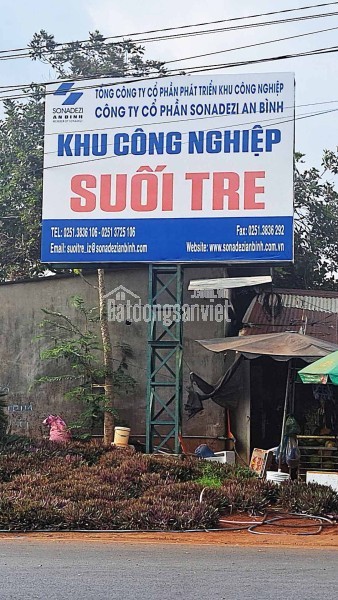 SONADEZI
AN BÌNH
TỔNG CÔNG TY CỔ PHẦN PHÁT TRIỂN KHU CÔNG NGHIỆP
CÔNG TY CỔ PHẦN SONADEZI AN BÌNH
KHU CÔNG NGHIỆP
SUỐI TRE
TEL: 0251.3836 106 - 0251 3725 106
Fax: 0251.3836 292
Email: suoitre_iz@sonadezianbinh.com
Website: www.sonadezianbinh.com.vn
batdongsanviet